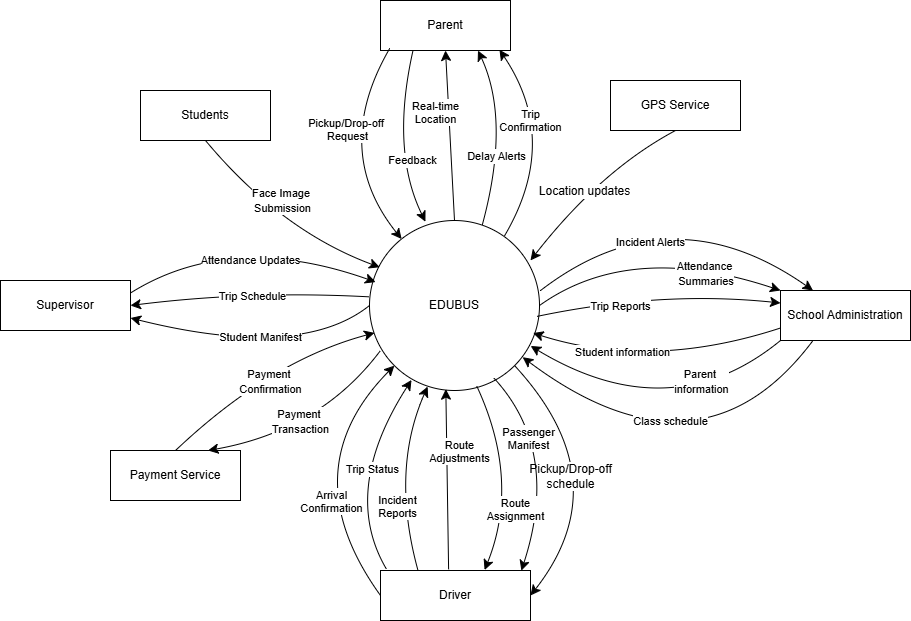 Parent
Students
GPS Service
Pickup/Drop-off
Request
Real-time
Location
Trip
Confirmation
Feedback
Delay Alerts
Face Image
Submission
Location updates
Incident Alerts
Attendance Updates
Attendance
Summaries
Supervisor
Trip Schedule
EDUBUS
Trip Reports
School Administration
Student Manifest
Student information
Payment
Confirmation
Parent
information
Payment
Transaction
Class schedule
Payment Service
Route
Adjustments
Passenger
Manifest
Trip Status
Pickup/Drop-off
schedule
Arrival
Confirmation
Incident
Reports
Route
Assignment
Driver